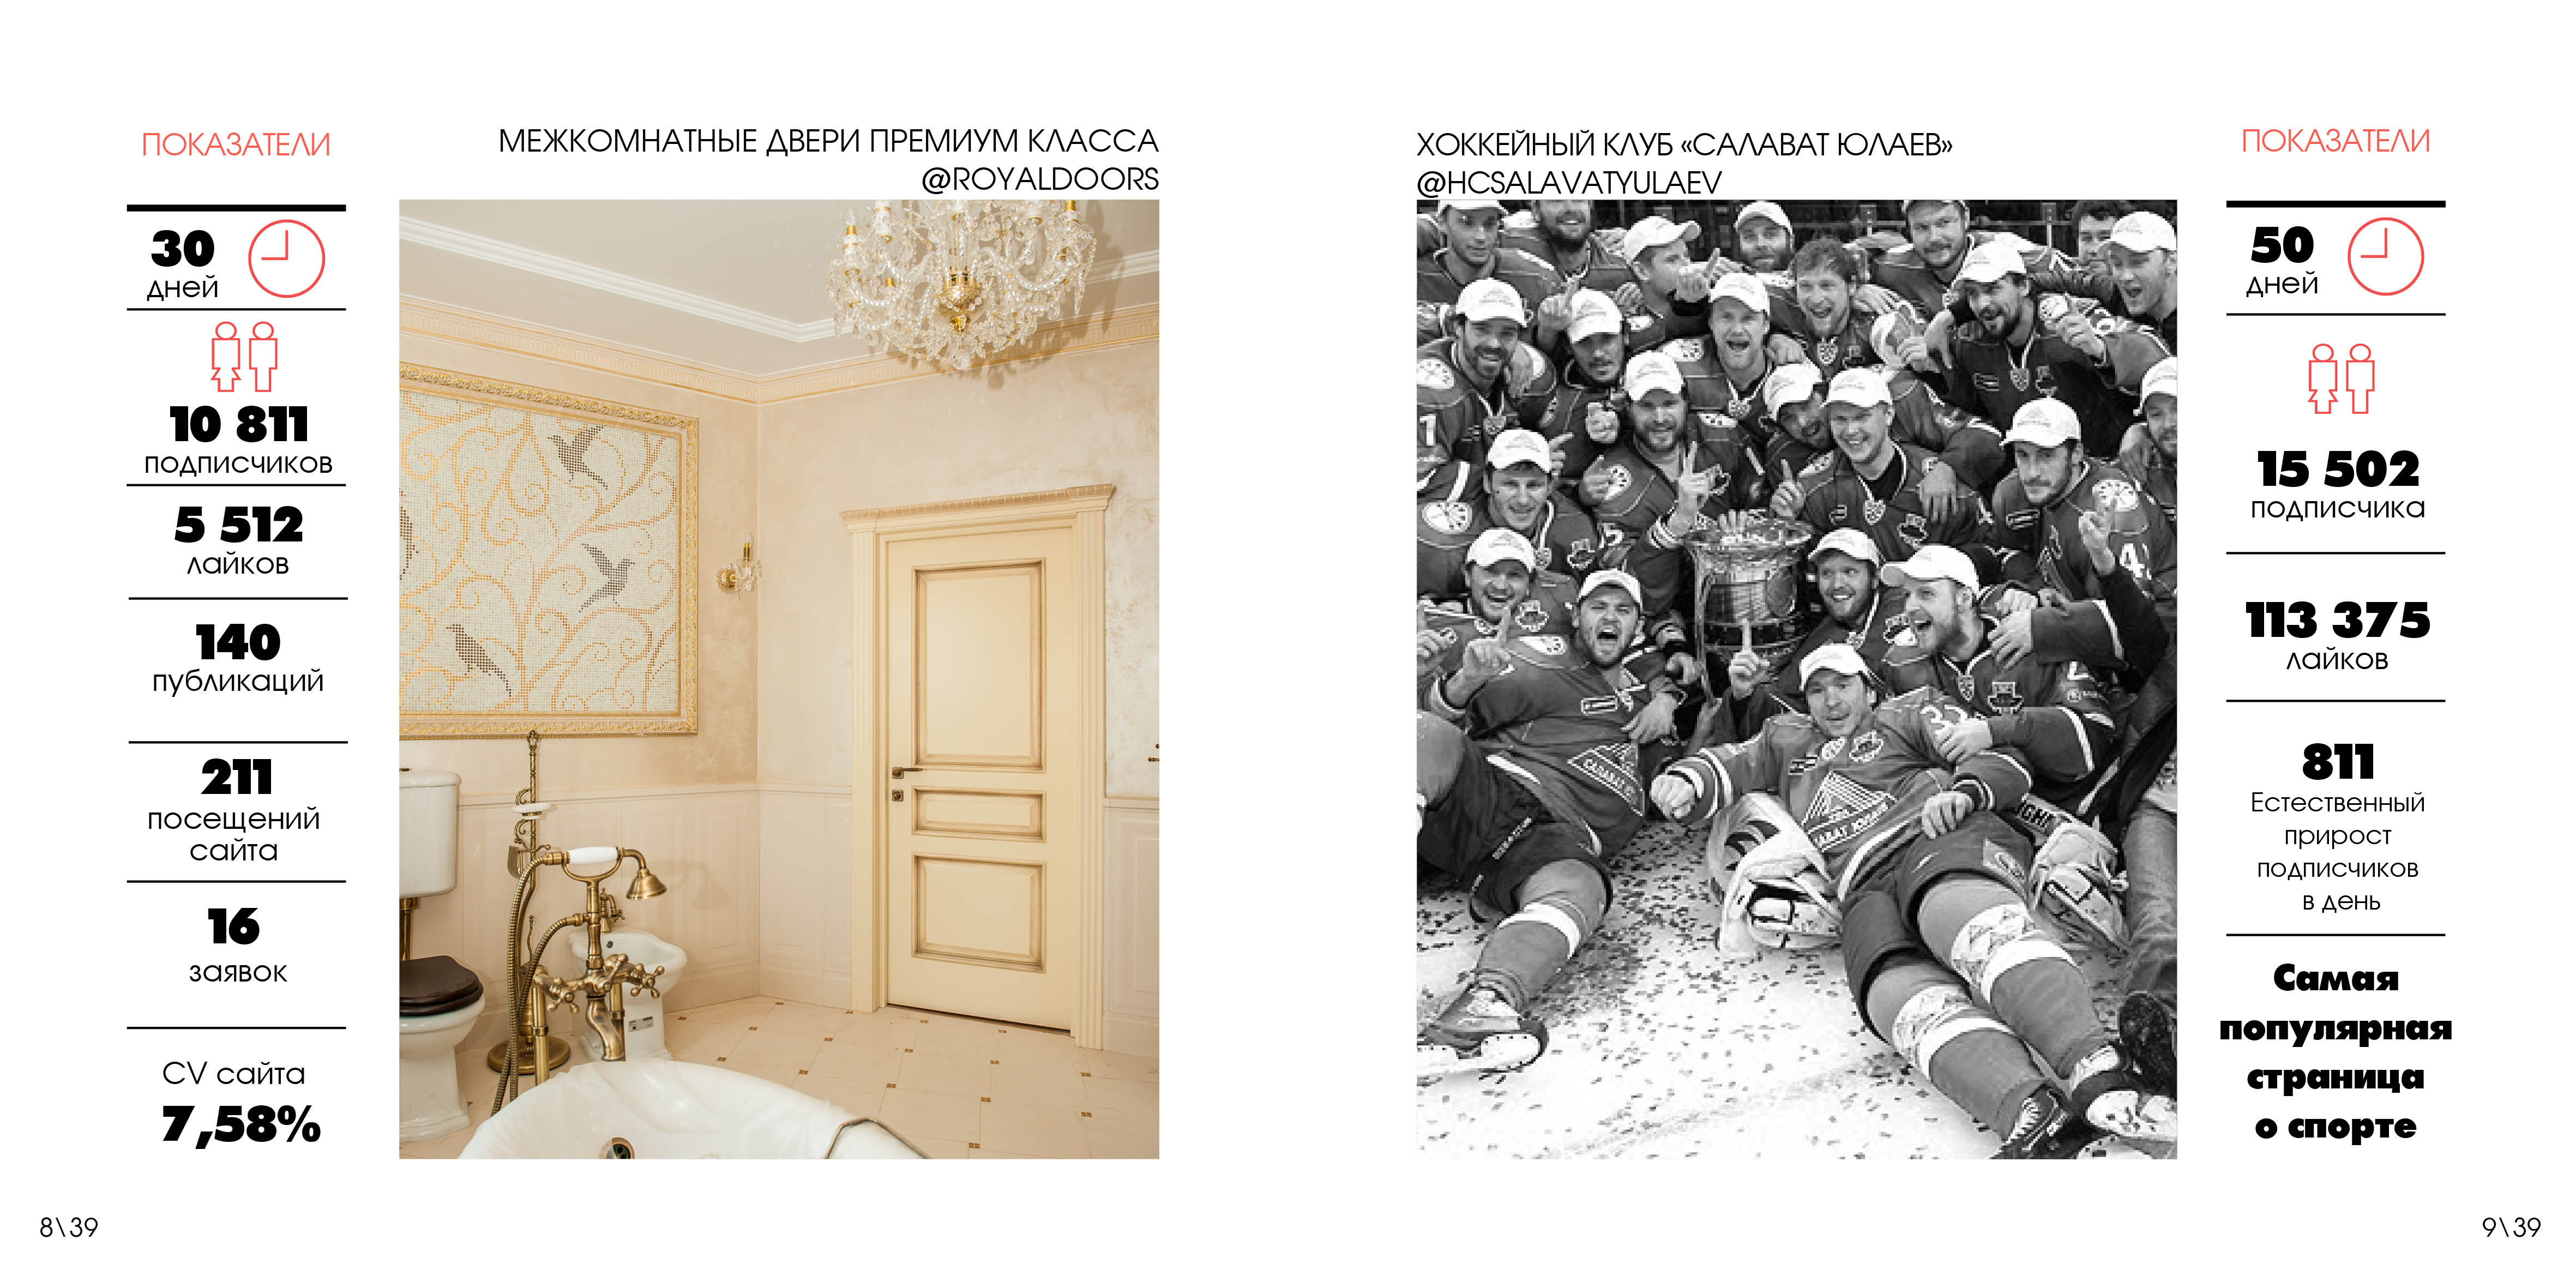 ПОКАЗАТЕЛИ
30
дней
10 811
подписчиков
5 512
лайков
140
публикаций
211
посещений
сайта
16
заявок
CV сайта
7,58%
8\39
МЕЖКОМНАТНЫЕ ДВЕРИ ПРЕМИУМ КЛАССА
@ROYALDOORS
ХОККЕЙНЫЙ КЛУБ «САЛАВАТ ЮЛАЕВ»
@HCSALAVATYULAEV
ПОКАЗАТЕЛИ
50
дней
15 502
подписчика
113 375
лайков
811
Естественный
прирост
подписчиков
в день
Самая
популярная
страница
о спорте
9\39